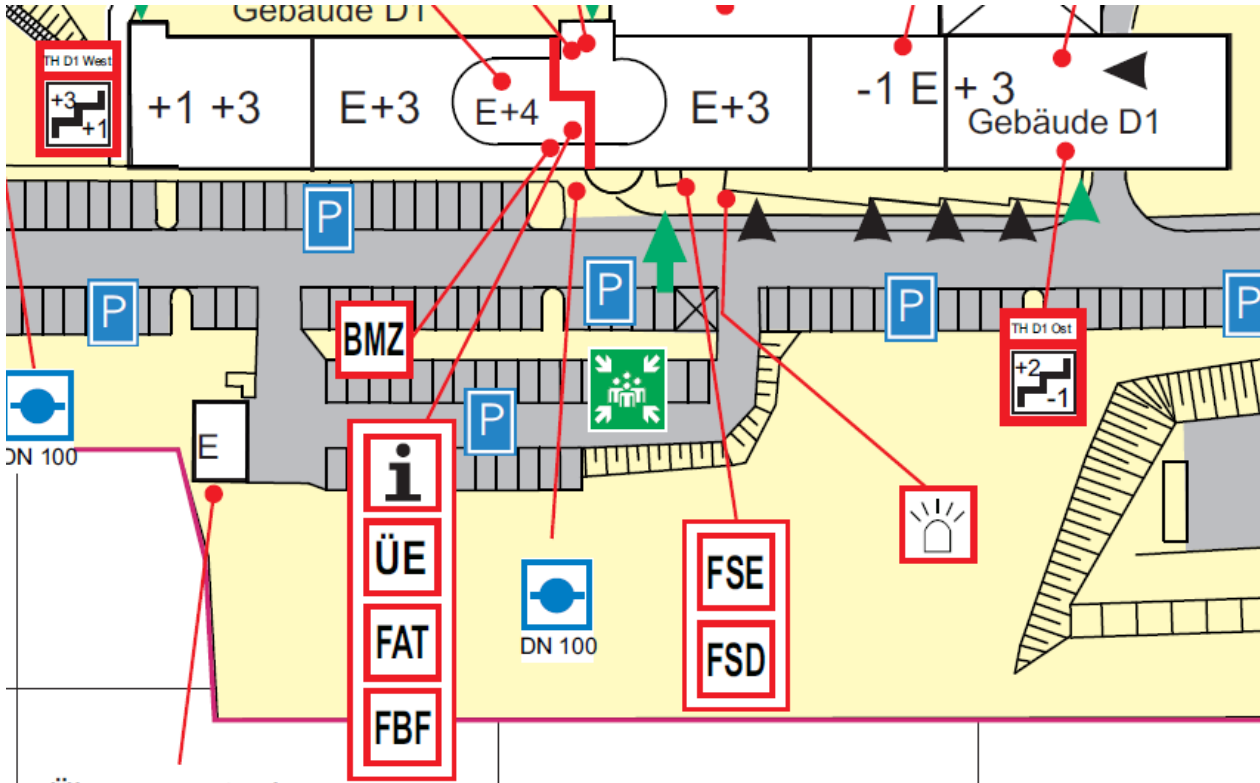 Gebäude D1
TH D1 West
+3
+1
+1 +3
E+3
E+4
E+3
-1 E + 3
Gebäude D1
P
P
P
P
P
P
BMZ
TH D1 Ost
+2
-1
DN 100
E
i
ÜE
FAT
FBF
DN 100
FSE
FSD